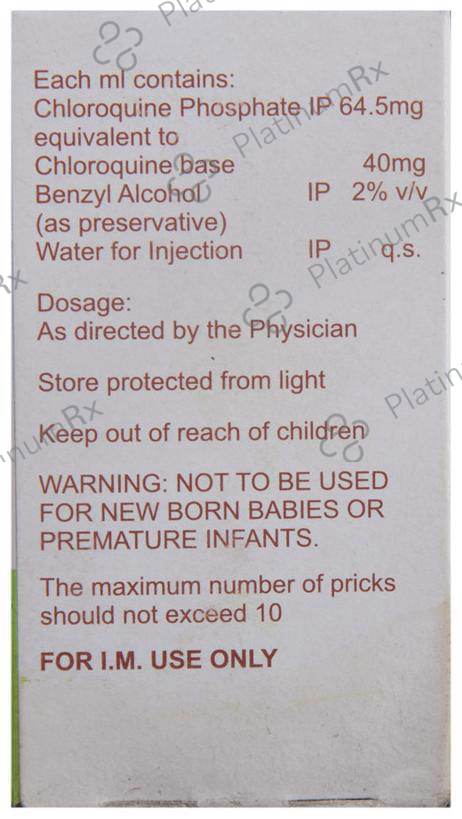 Each ml contains:
Chloroquine Phosphate IP 64.5mg
equivalent to
Chloroquine base 40mg
Benzyl Alcohol IP 2% v/v
(as preservative)
Water for Injection IP q.s.
Dosage:
As directed by the Physician
Store protected from light
Keep out of reach of children
WARNING: NOT TO BE USED
FOR NEW BORN BABIES OR
PREMATURE INFANTS.
The maximum number of pricks
should not exceed 10
FOR I.M. USE ONLY
PlatinumRx
PlatinumRx